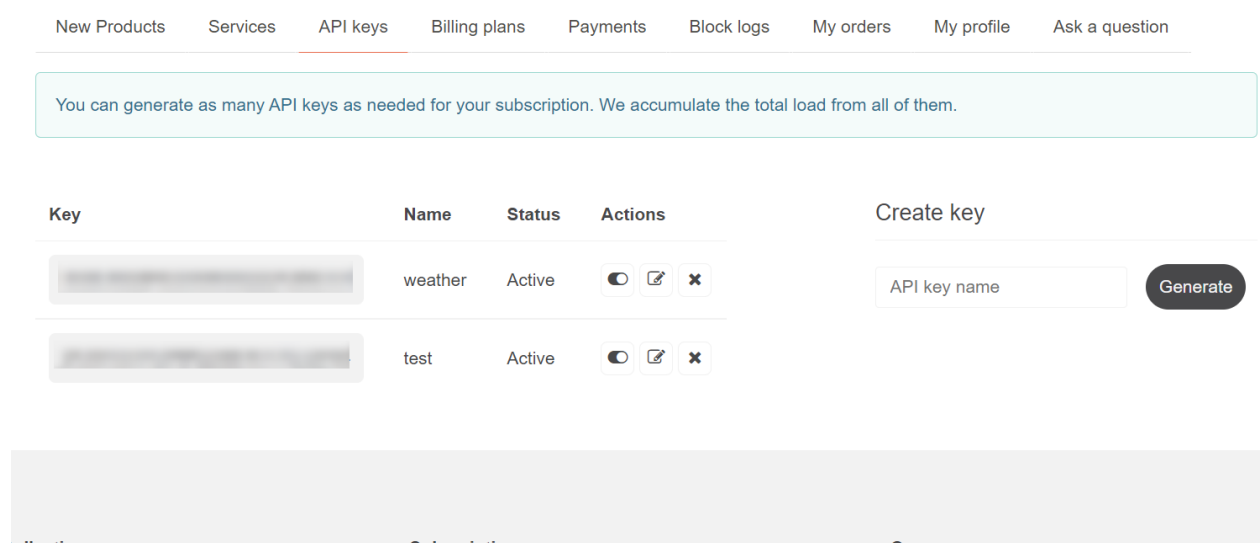 New Products Services API keys Billing plans Payments Block logs My orders My profile Ask a question
You can generate as many API keys as needed for your subscription. We accumulate the total load from all of them.
Key Name Status Actions
weather Active
test Active
Create key
API key name Generate